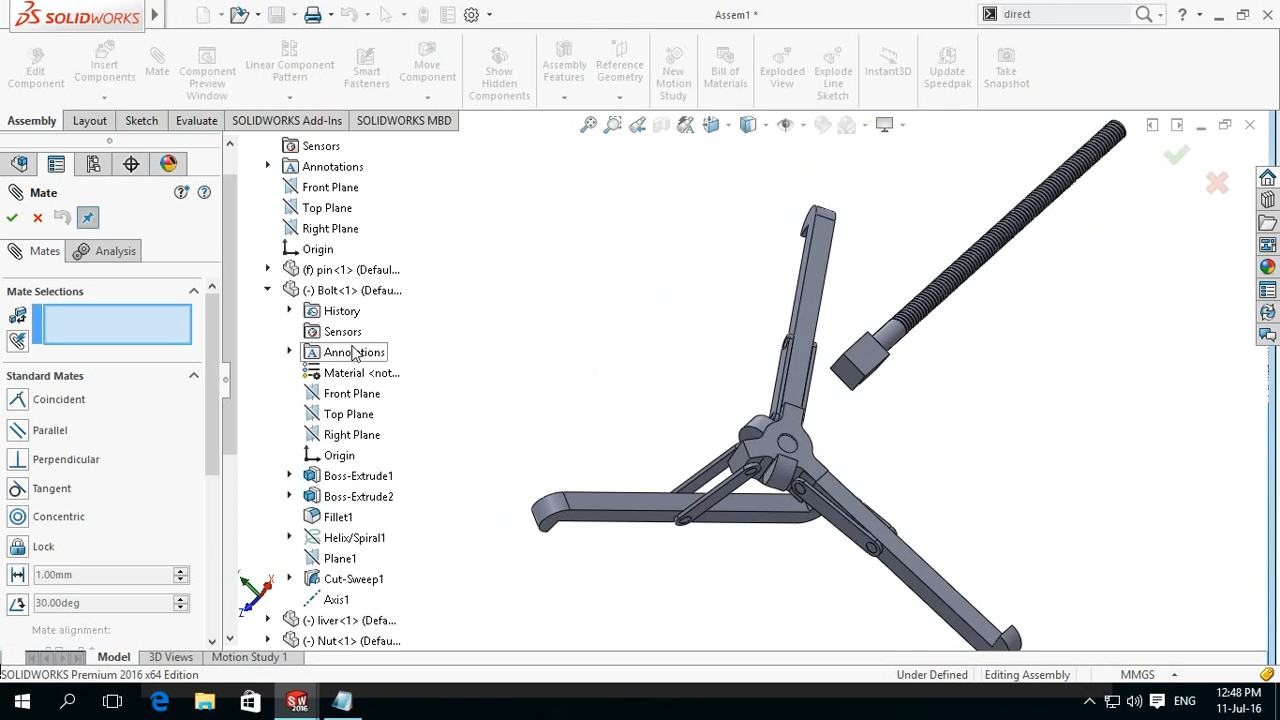 SOLIDWORKS
Assem1 *
direct
Edit Component
Insert Components
Mate
Component Preview Window
Linear Component Pattern
Smart Fasteners
Move Component
Show Hidden Components
Assembly Features
Reference Geometry
New Motion Study
Bill of Materials
Exploded View
Explode Line Sketch
Instant3D
Update Speedpak
Take Snapshot
Assembly
Layout
Sketch
Evaluate
SOLIDWORKS Add-Ins
SOLIDWORKS MBD
Mate
Mates
Analysis
Mate Selections
Standard Mates
Coincident
Parallel
Perpendicular
Tangent
Concentric
Lock
1.00mm
30.00deg
Mate alignment:
Sensors
Annotations
Front Plane
Top Plane
Right Plane
Origin
(f) pin<1> (Defaul...
(-) Bolt<1> (Defau...
History
Sensors
Annotations
Material <not...
Front Plane
Top Plane
Right Plane
Origin
Boss-Extrude1
Boss-Extrude2
Fillet1
Helix/Spiral1
Plane1
Cut-Sweep1
Axis1
(-) liver<1> (Defa...
(-) Nut<1> (Defau...
X
Z
Model
3D Views
Motion Study 1
SOLIDWORKS Premium 2016 x64 Edition
Under Defined
Editing Assembly
MMGS
ENG
12:48 PM
11-Jul-16